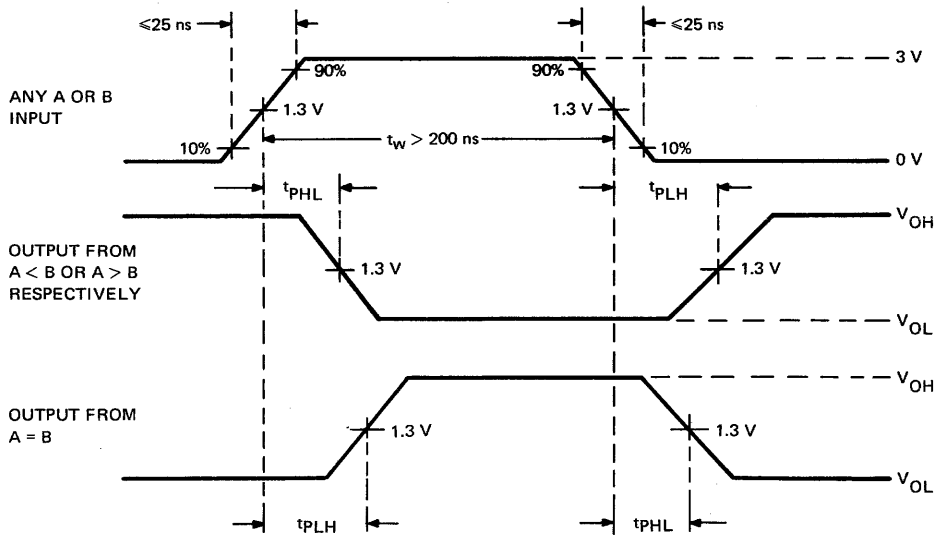 ≤25 ns
≤25 ns
90%
90%
3 V
ANY A OR B
INPUT
1.3 V
1.3 V
tw > 200 ns
10%
10%
0 V
tPHL
tPLH
VOH
OUTPUT FROM
A < B OR A > B
RESPECTIVELY
1.3 V
1.3 V
VOL
VOH
OUTPUT FROM
A = B
1.3 V
1.3 V
VOL
tPLH
tPHL